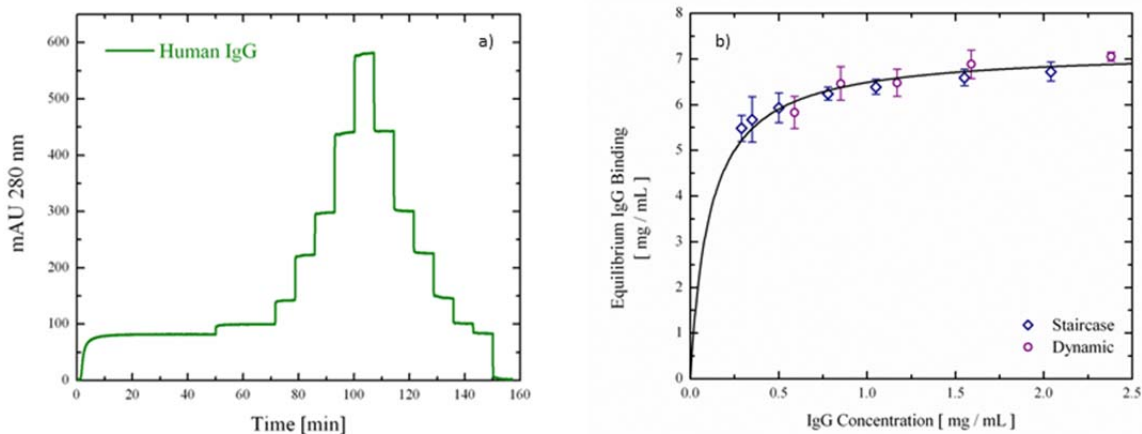 Human IgG
a)
600
500
400
300
200
100
0
mAU 280 nm
0 20 40 60 80 100 120 140 160
Time [min]
b)
8
7
6
5
4
3
2
1
0
Equilibrium IgG Binding
[ mg / mL ]
Staircase
Dynamic
0.0 0.5 1.0 1.5 2.0 2.5
IgG Concentration [ mg / mL ]